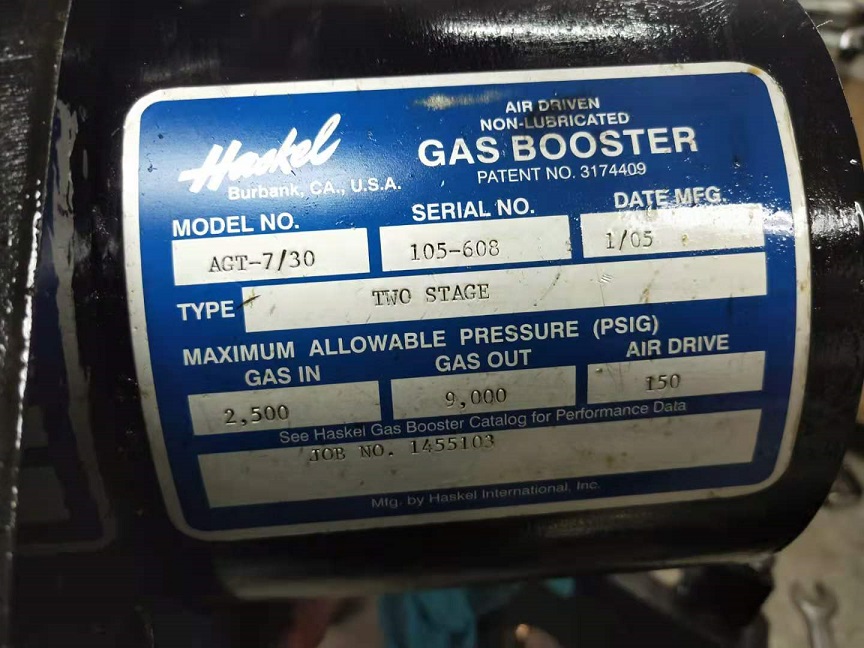 Haskel
Burbank, CA., U.S.A.
AIR DRIVEN
NON-LUBRICATED
GAS BOOSTER
PATENT NO. 3174409
MODEL NO. SERIAL NO. DATE MFG.
AGT-7/30 105-608 1/05
TYPE TWO STAGE
MAXIMUM ALLOWABLE PRESSURE (PSIG)
GAS IN GAS OUT AIR DRIVE
2,500 9,000 150
See Haskel Gas Booster Catalog for Performance Data
JOB NO. 1455103
Mfg. by Haskel International, Inc.